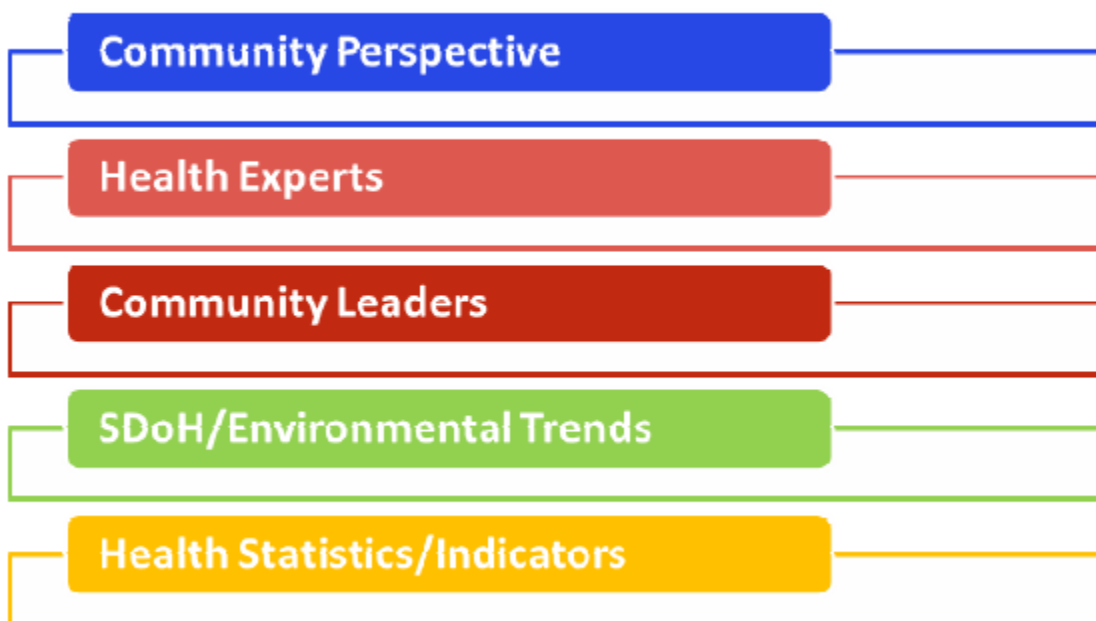 Community Perspective
Health Experts
Community Leaders
SDoH/Environmental Trends
Health Statistics/Indicators